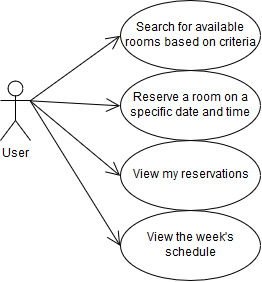 Search for available
rooms based on criteria
Reserve a room on a
specific date and time
User
View my reservations
View the week's
schedule